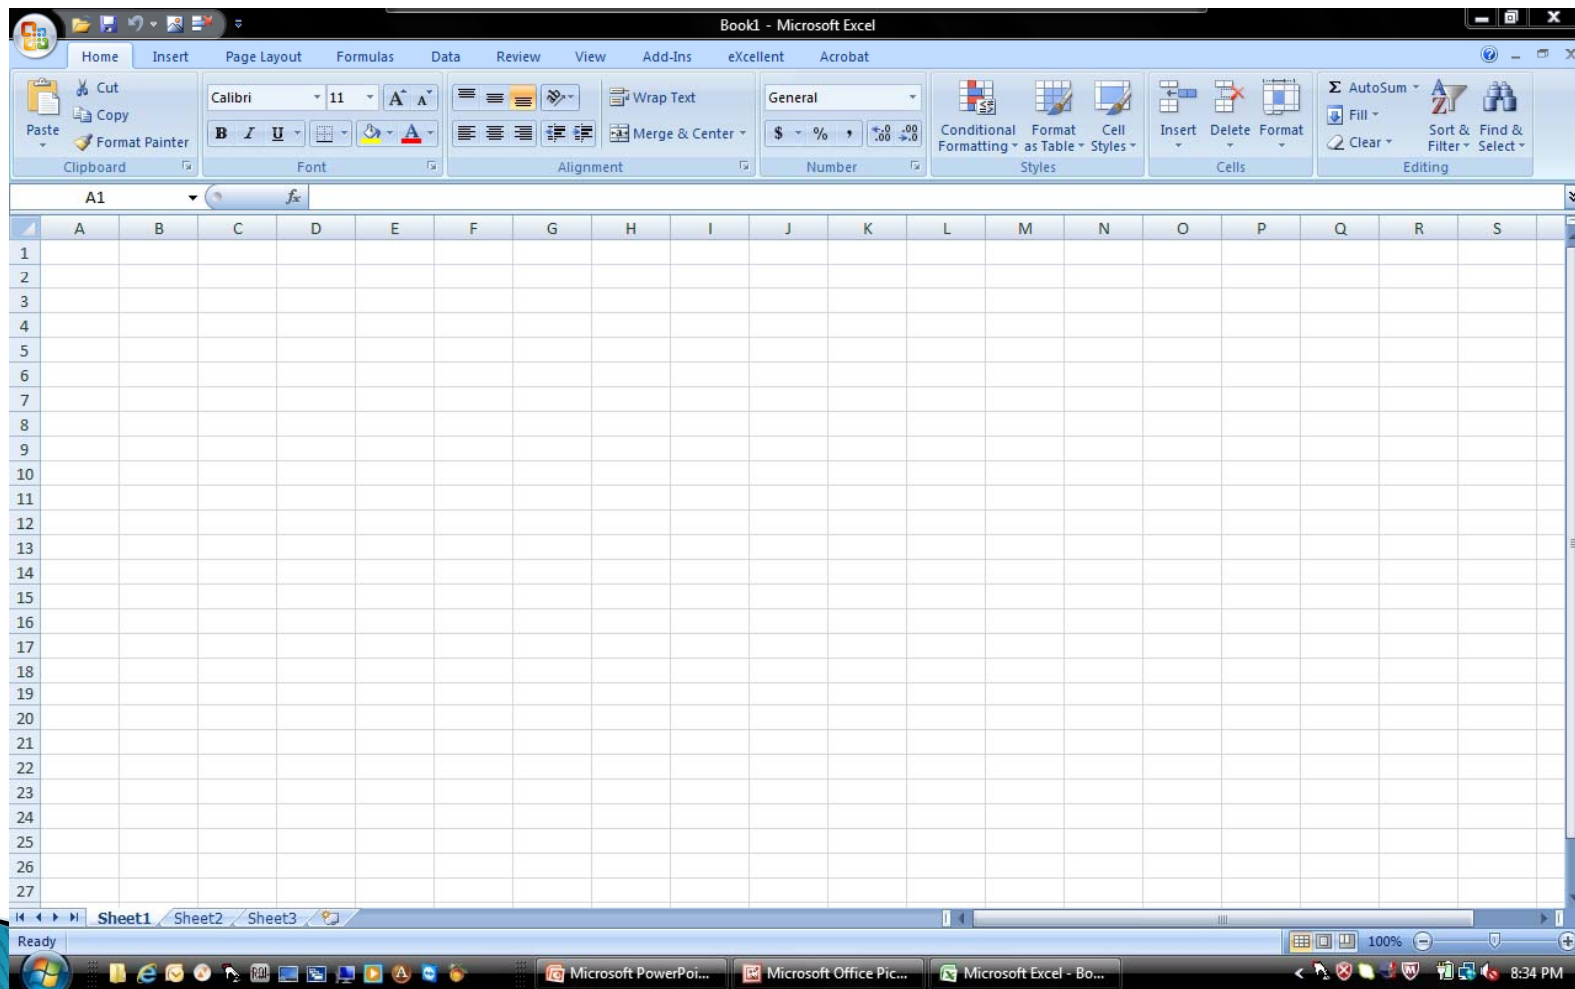 Book1 - Microsoft Excel
Home Insert Page Layout Formulas Data Review View Add-Ins eXcellent Acrobat
Paste
Cut
Copy
Format Painter
Clipboard
Calibri 11
B I U A
Font
Wrap Text
Merge & Center
Alignment
General
$ % ,
Number
Conditional Formatting
Format as Table
Cell Styles
Styles
Insert Delete Format
Cells
Σ AutoSum
Fill
Clear
Sort & Filter
Find & Select
Editing
A1 fx
A B C D E F G H I J K L M N O P Q R S
1
2
3
4
5
6
7
8
9
10
11
12
13
14
15
16
17
18
19
20
21
22
23
24
25
26
27
Sheet1 Sheet2 Sheet3
Ready 100%
Microsoft PowerPoi... Microsoft Office Pic... Microsoft Excel - Bo... 8:34 PM